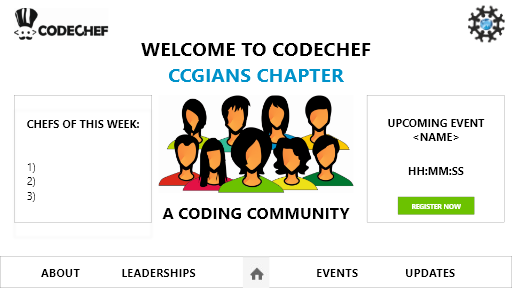 CODECHEF
WELCOME TO CODECHEF
CCGIANS CHAPTER
CHEFS OF THIS WEEK:
1)
2)
3)
UPCOMING EVENT
<NAME>
HH:MM:SS
REGISTER NOW
A CODING COMMUNITY
ABOUT
LEADERSHIPS
EVENTS
UPDATES